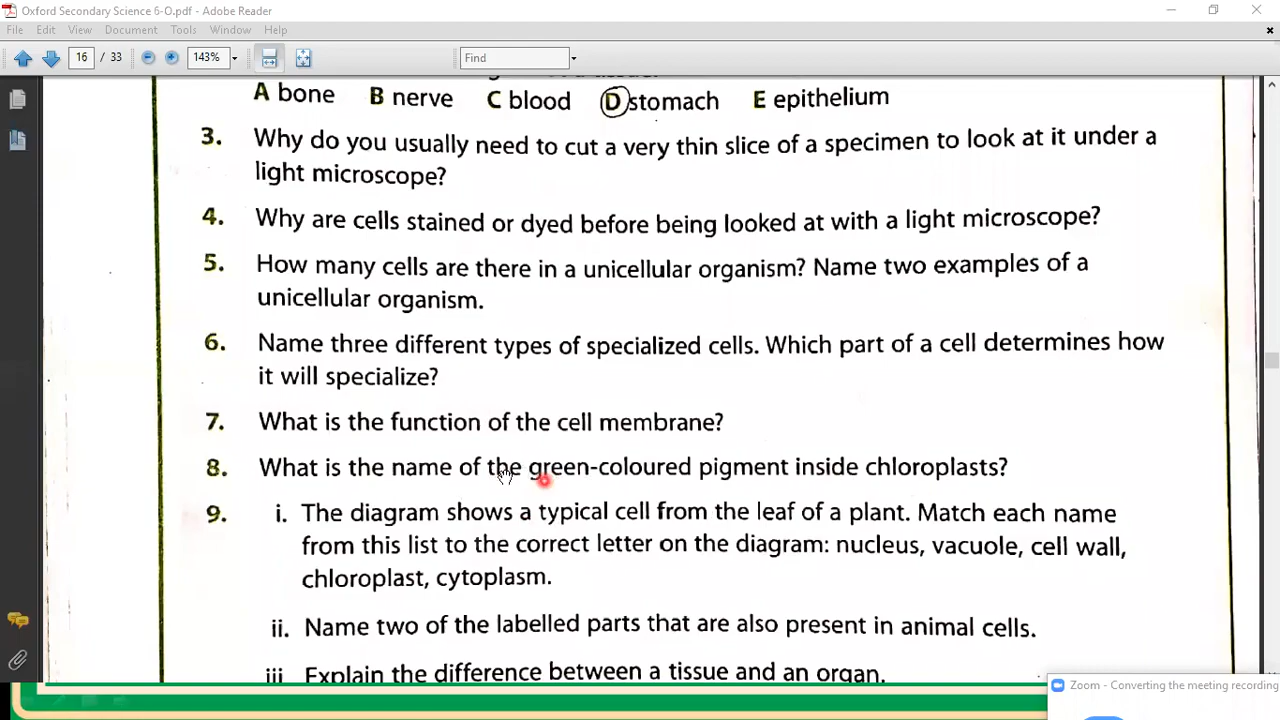 Oxford Secondary Science 6-O.pdf - Adobe Reader
File Edit View Document Tools Window Help
16 / 33 143% Find
A bone B nerve C blood D stomach E epithelium
3. Why do you usually need to cut a very thin slice of a specimen to look at it under a
light microscope?
4. Why are cells stained or dyed before being looked at with a light microscope?
5. How many cells are there in a unicellular organism? Name two examples of a
unicellular organism.
6. Name three different types of specialized cells. Which part of a cell determines how
it will specialize?
7. What is the function of the cell membrane?
8. What is the name of the green-coloured pigment inside chloroplasts?
9. i. The diagram shows a typical cell from the leaf of a plant. Match each name
from this list to the correct letter on the diagram: nucleus, vacuole, cell wall,
chloroplast, cytoplasm.
ii. Name two of the labelled parts that are also present in animal cells.
iii Explain the difference between a tissue and an organ.
Zoom - Converting the meeting recording